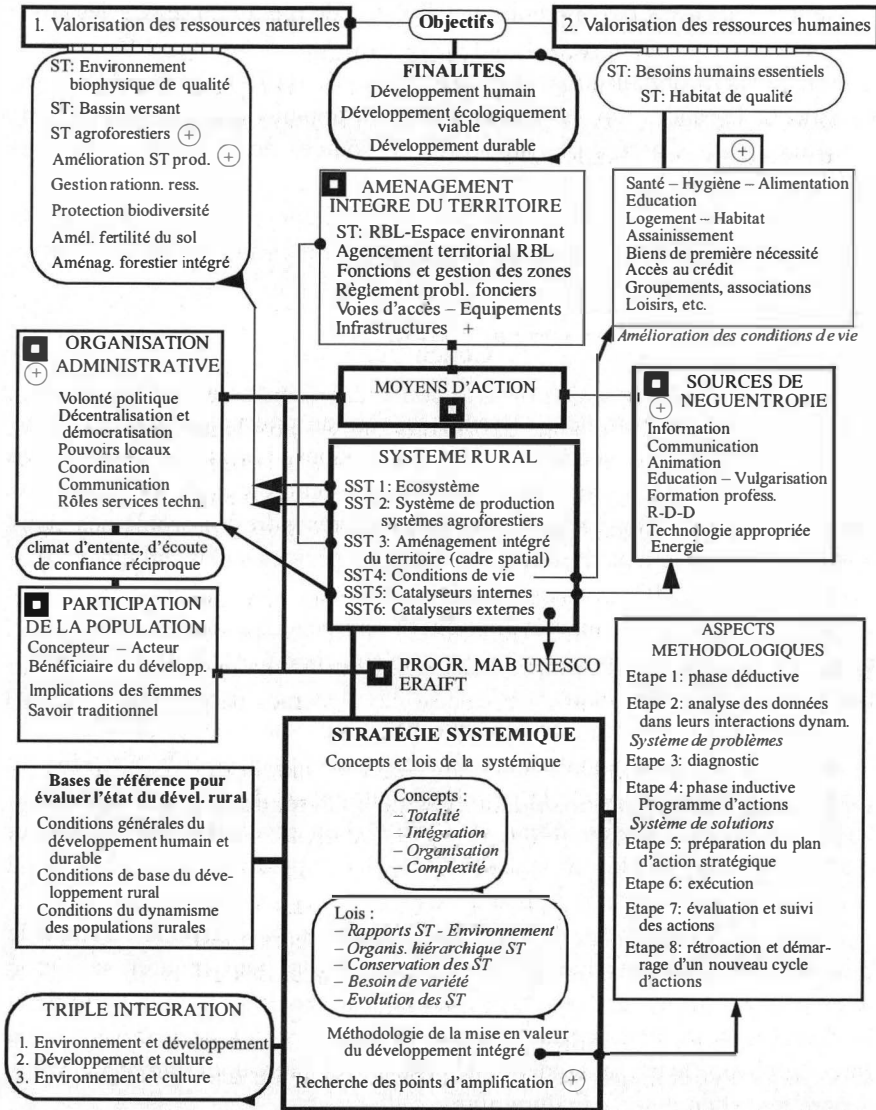 1. Valorisation des ressources naturelles
Objectifs
2. Valorisation des ressources humaines
ST: Environnement
biophysique de qualité
ST: Bassin versant
ST agroforestiers +
Amélioration ST prod. +
Gestion rationn. ress.
Protection biodiversité
Amél. fertilité du sol
Aménag. forestier intégré
FINALITES
Développement humain
Développement écologiquement
viable
Développement durable
ST: Besoins humains essentiels
ST: Habitat de qualité
+
Santé – Hygiène – Alimentation
Education
Logement – Habitat
Assainissement
Biens de première nécessité
Accès au crédit
Groupements, associations
Loisirs, etc.
Amélioration des conditions de vie
AMENAGEMENT
INTEGRE DU TERRITOIRE
ST: RBL-Espace environnant
Agencement territorial RBL
Fonctions et gestion des zones
Règlement probl. fonciers
Voies d'accès – Equipements
Infrastructures +
ORGANISATION
+ ADMINISTRATIVE
Volonté politique
Décentralisation et
démocratisation
Pouvoirs locaux
Coordination
Communication
Rôles services techn.
MOYENS D'ACTION
SOURCES DE
+ NEGUENTROPIE
Information
Communication
Animation
Education – Vulgarisation
Formation profess.
R-D-D
Technologie appropriée
Energie
SYSTEME RURAL
SST 1: Ecosystème
SST 2: Système de production
systèmes agroforestiers
SST 3: Aménagement intégré
du territoire (cadre spatial)
SST4: Conditions de vie
SST5: Catalyseurs internes
SST6: Catalyseurs externes
climat d'entente, d'écoute
de confiance réciproque
PARTICIPATION
DE LA POPULATION
Concepteur – Acteur
Bénéficiaire du développ.
Implications des femmes
Savoir traditionnel
PROGR. MAB UNESCO
ERAIFT
ASPECTS
METHODOLOGIQUES
Etape 1: phase déductive
Etape 2: analyse des données
dans leurs interactions dynam.
Système de problèmes
Etape 3: diagnostic
Etape 4: phase inductive
Programme d'actions
Système de solutions
Etape 5: préparation du plan
d'action stratégique
Etape 6: exécution
Etape 7: évaluation et suivi
des actions
Etape 8: rétroaction et démar-
rage d'un nouveau cycle
d'actions
STRATÉGIE SYSTEMIQUE
Concepts et lois de la systémique
Concepts :
– Totalité
– Intégration
– Organisation
– Complexité
Lois :
– Rapports ST - Environnement
– Organis. hiérarchique ST
– Conservation des ST
– Besoin de variété
– Evolution des ST
Méthodologie de la mise en valeur
du développement intégré
Recherche des points d'amplification +
Bases de référence pour
évaluer l'état du dével. rural
Conditions générales du
développement humain et
durable
Conditions de base du déve-
loppement rural
Conditions du dynamisme
des populations rurales
TRIPLE INTEGRATION
1. Environnement et développement
2. Développement et culture
3. Environnement et culture